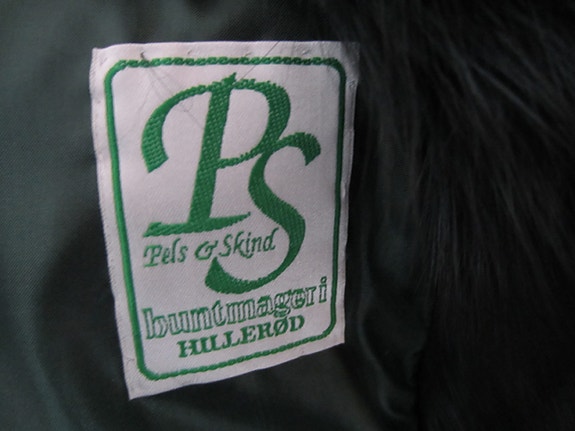 PS
Pels & Skind
buntmageri
HILLERØD